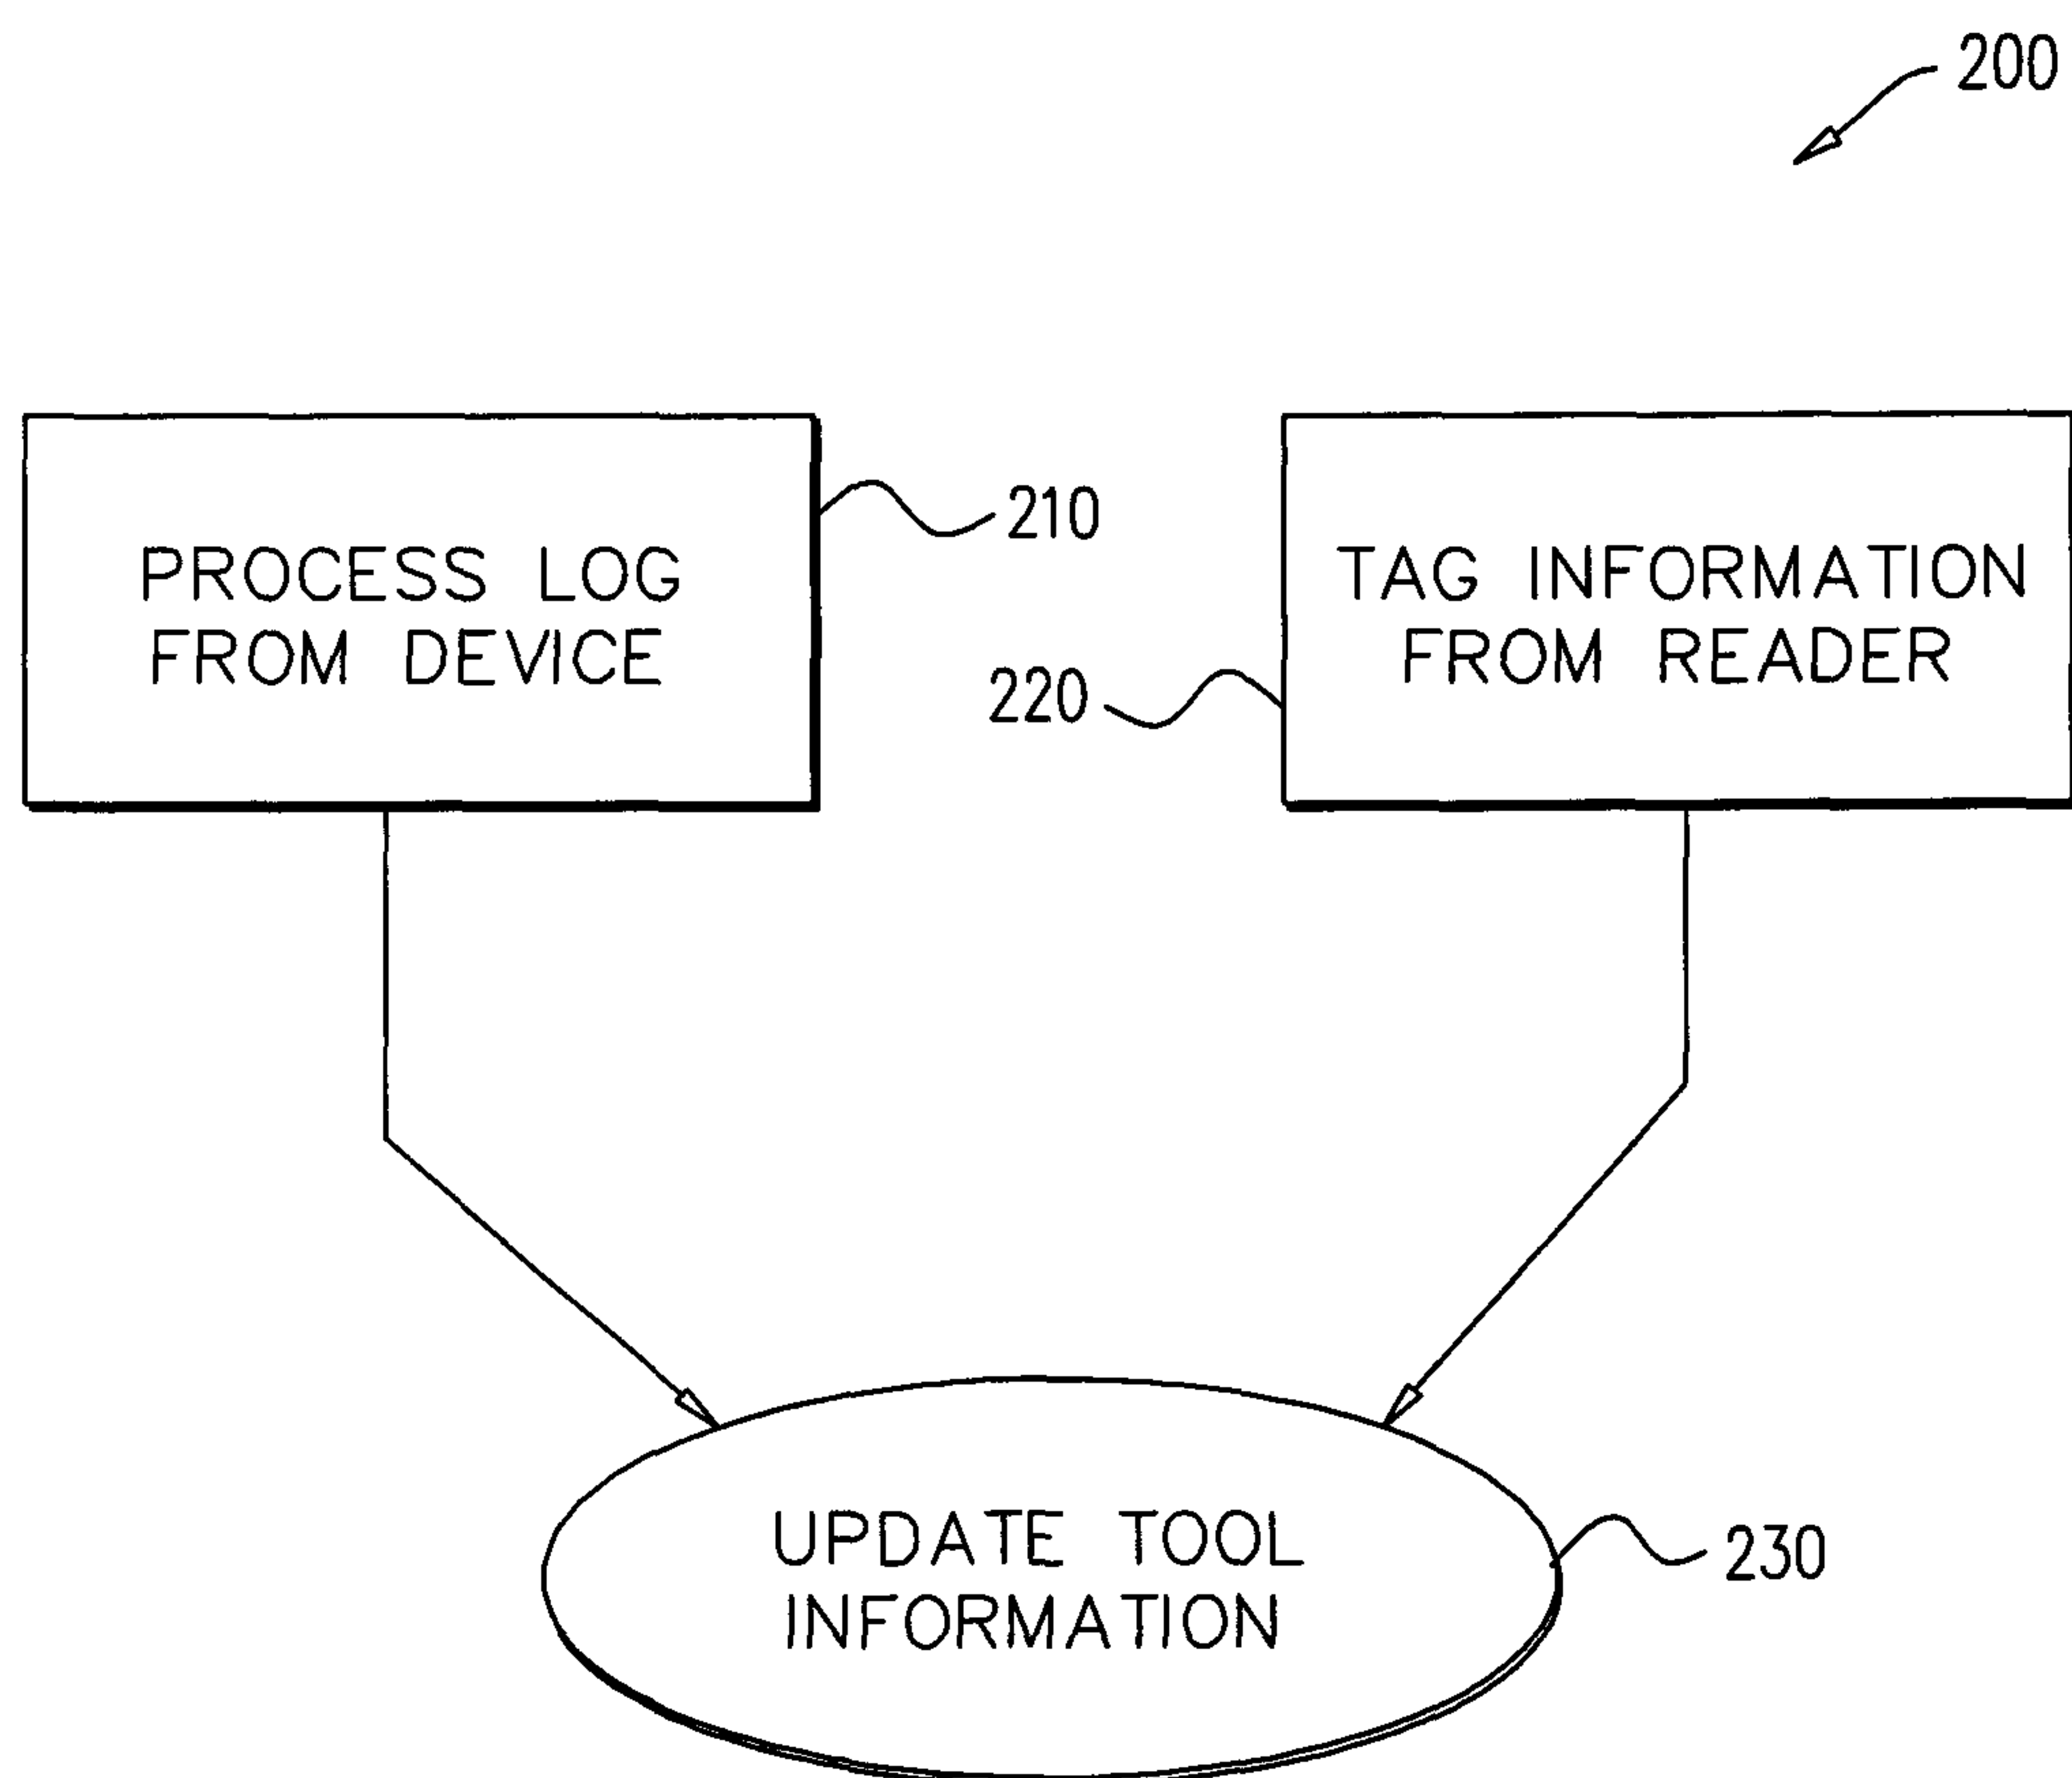 200
PROCESS LOG
FROM DEVICE
210
TAG INFORMATION
FROM READER
220
UPDATE TOOL
INFORMATION
230